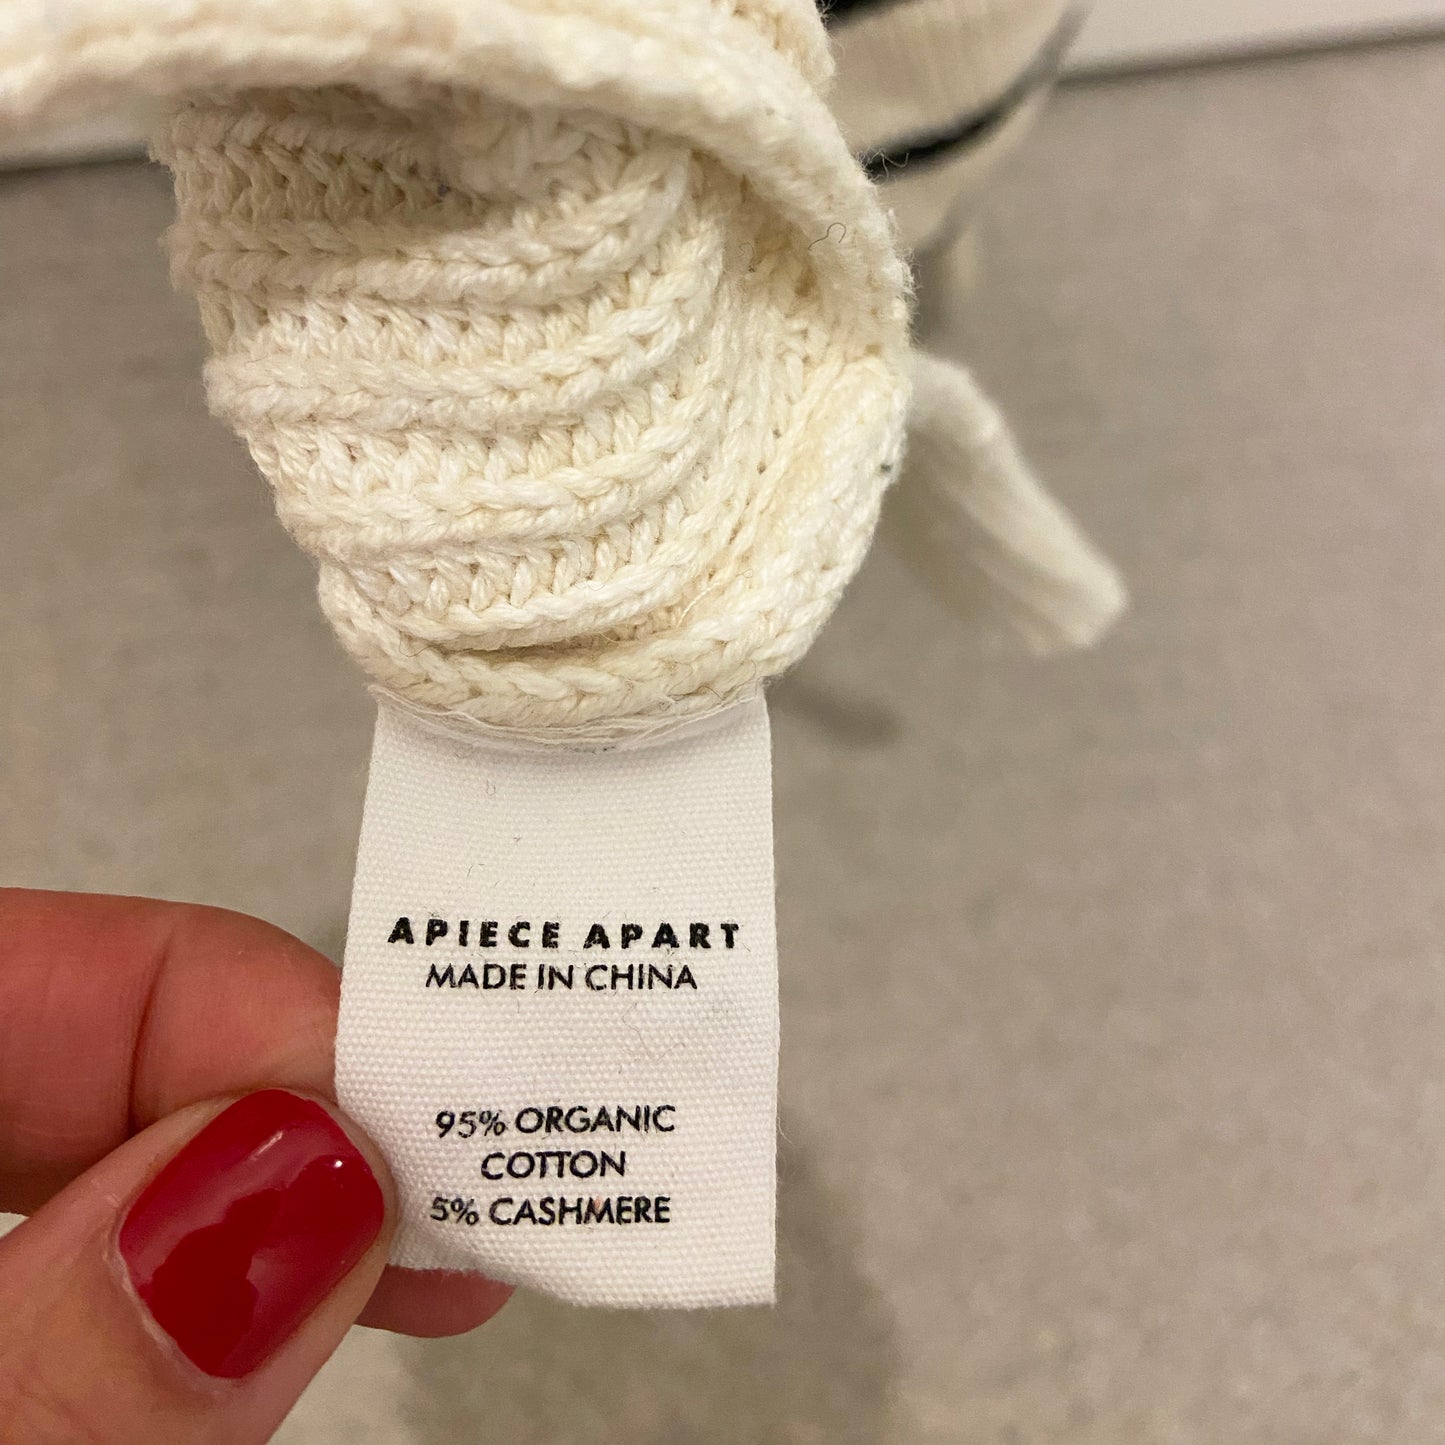 APIECE APART
MADE IN CHINA
95% ORGANIC
COTTON
5% CASHMERE